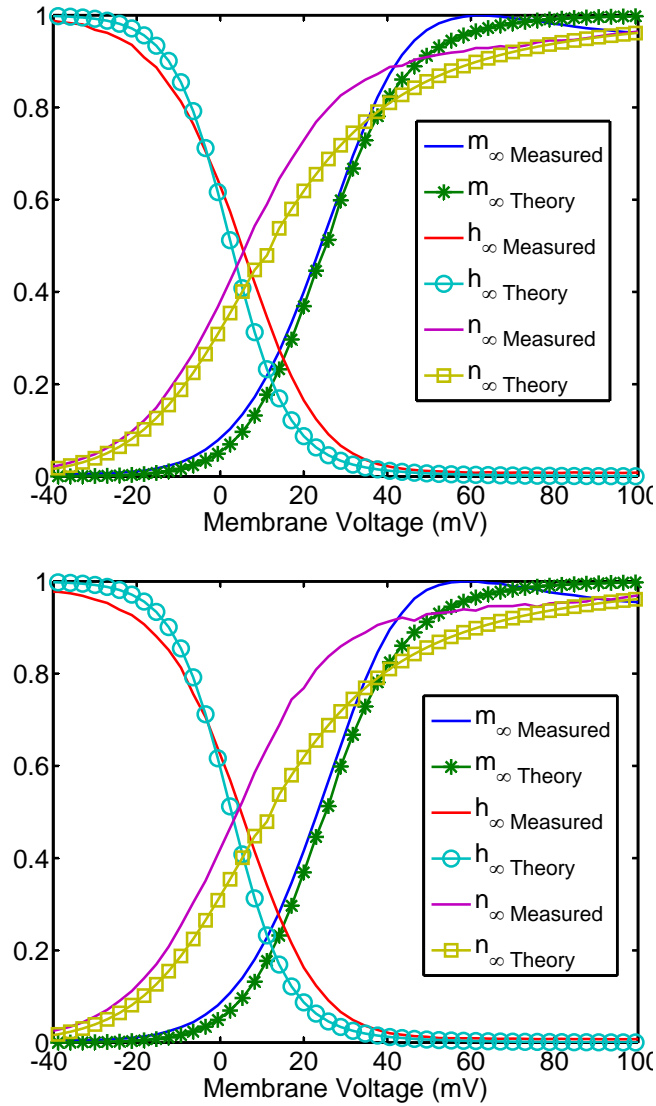 1
0.8
0.6
0.4
0.2
0
-40 -20 0 20 40 60 80 100
Membrane Voltage (mV)
m∞ Measured
m∞ Theory
h∞ Measured
h∞ Theory
n∞ Measured
n∞ Theory
1
0.8
0.6
0.4
0.2
0
-40 -20 0 20 40 60 80 100
Membrane Voltage (mV)
m∞ Measured
m∞ Theory
h∞ Measured
h∞ Theory
n∞ Measured
n∞ Theory